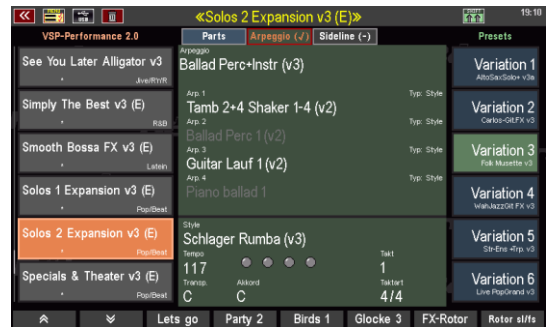 «Solos 2 Expansion v3 (E)»
19:10
VSP-Performance 2.0
Parts
Arpeggio (√)
Sideline (-)
Presets
See You Later Alligator v3
Jive/R'n'R
Simply The Best v3 (E)
R&B
Smooth Bossa FX v3 (E)
Latein
Solos 1 Expansion v3 (E)
Pop/Beat
Solos 2 Expansion v3 (E)
Pop/Beat
Specials & Theater v3 (E)
Pop/Beat
Arpeggio
Ballad Perc+Instr (v3)
Arp. 1
Typ: Style
Tamb 2+4 Shaker 1-4 (v2)
Arp. 2
Ballad Perc 1 (v2)
Arp. 3
Typ: Style
Guitar Lauf 1 (v2)
Arp. 4
Piano ballad 1
Style
Schlager Rumba (v3)
Tempo
Takt
117
1
Transp.
Akkord
Taktart
C
C
4/4
Variation 1
AltoSaxSolo+ v3a
Variation 2
Carlos-Git.FX v3
Variation 3
Folk Musette v3
Variation 4
WahJazzGit FX v3
Variation 5
Str-Ens +Trp. v3
Variation 6
Live PopGrand v3
Lets go
Party 2
Birds 1
Glocke 3
FX-Rotor
Rotor sl/fs